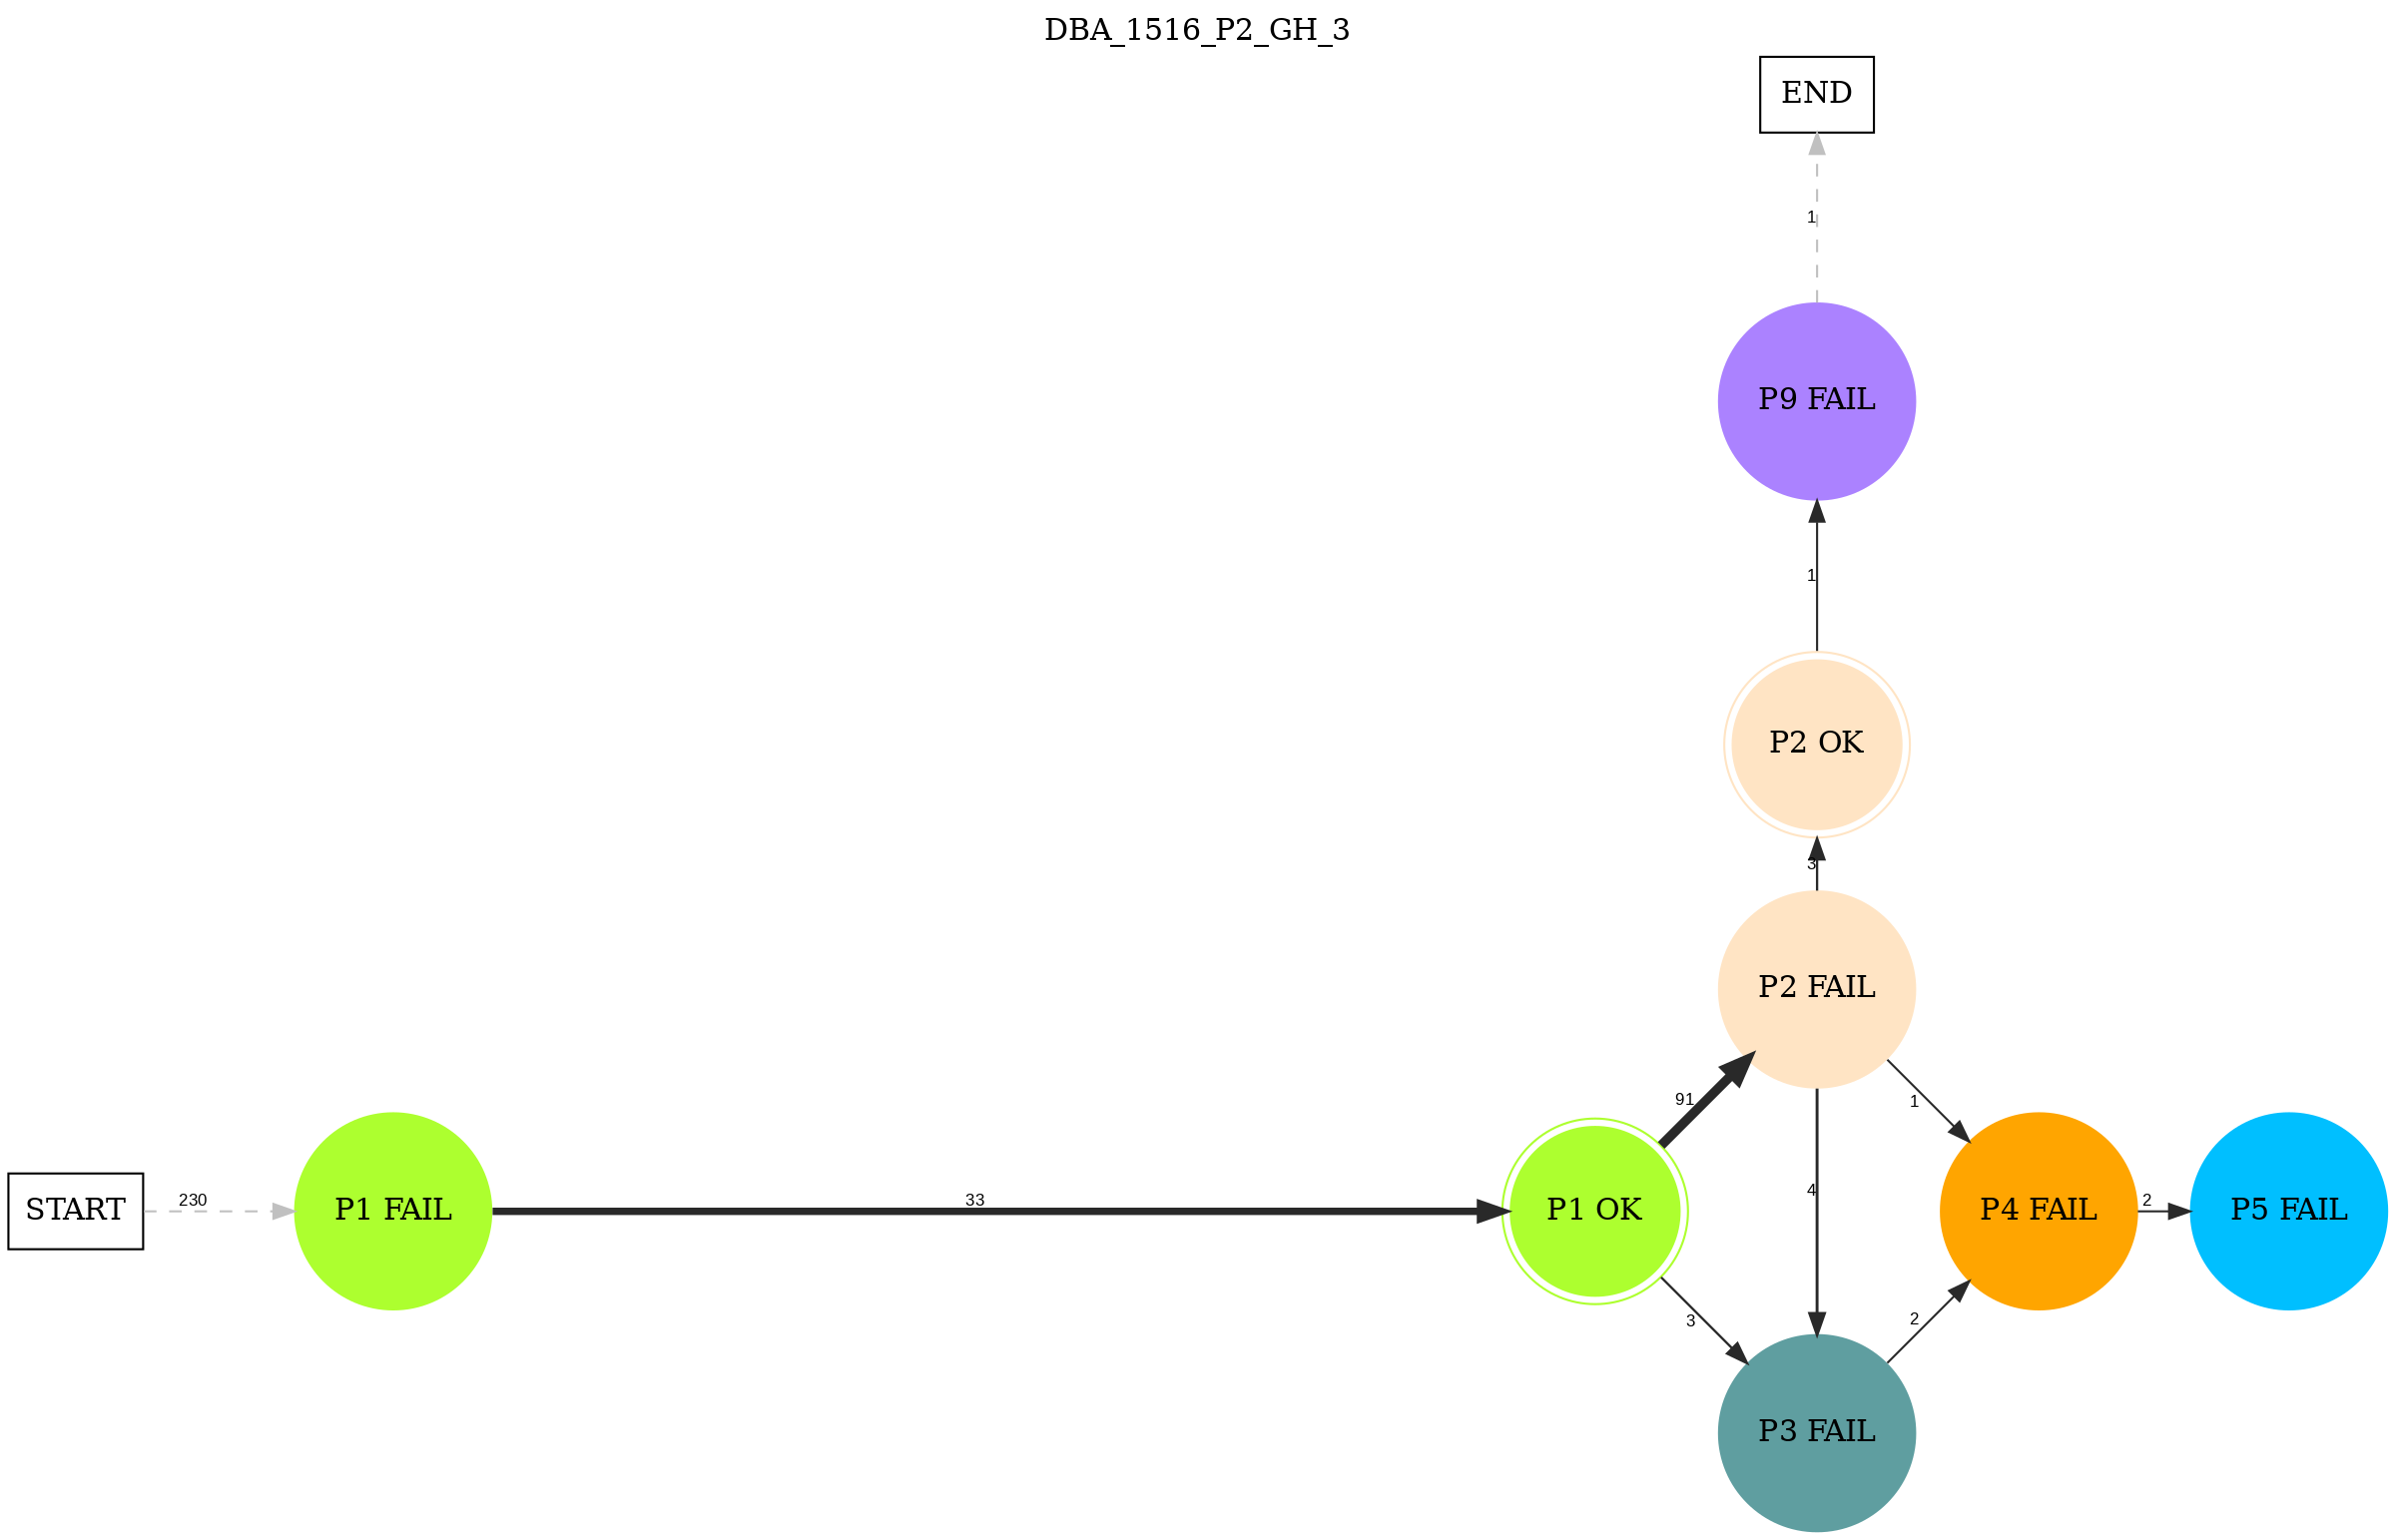 DBA_1516_P2_GH_3
END
1
P9 FAIL
1
P2 OK
3
P2 FAIL
91
1
START
230
P1 FAIL
33
P1 OK
4
P4 FAIL
2
P5 FAIL
3
2
P3 FAIL